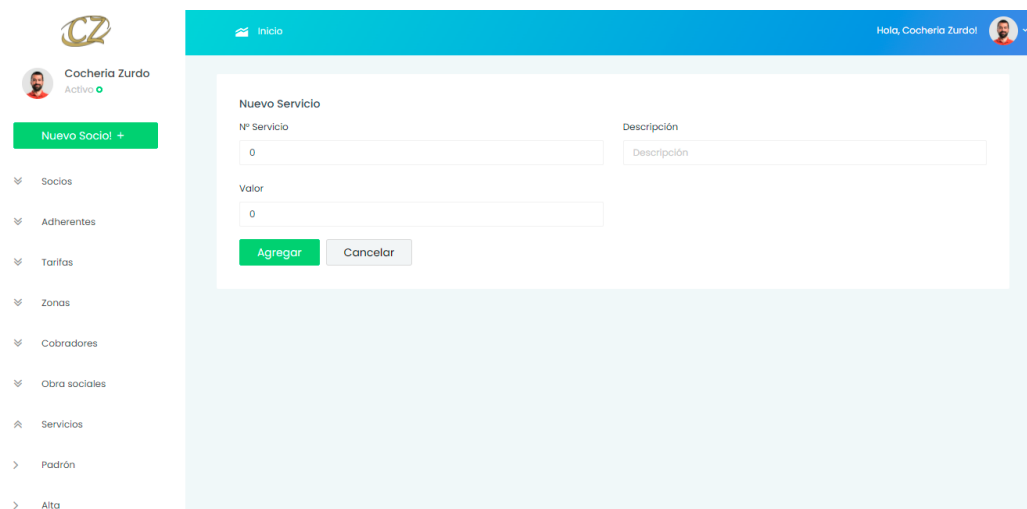 CZ
Inicio
Hola, Cocheria Zurdo!
Cocheria Zurdo
Activo
Nuevo Socio! +
Socios
Adherentes
Tarifas
Zonas
Cobradores
Obra sociales
Servicios
Padrón
Alta
Nuevo Servicio
Nº Servicio
0
Descripción
Descripción
Valor
0
Agregar
Cancelar